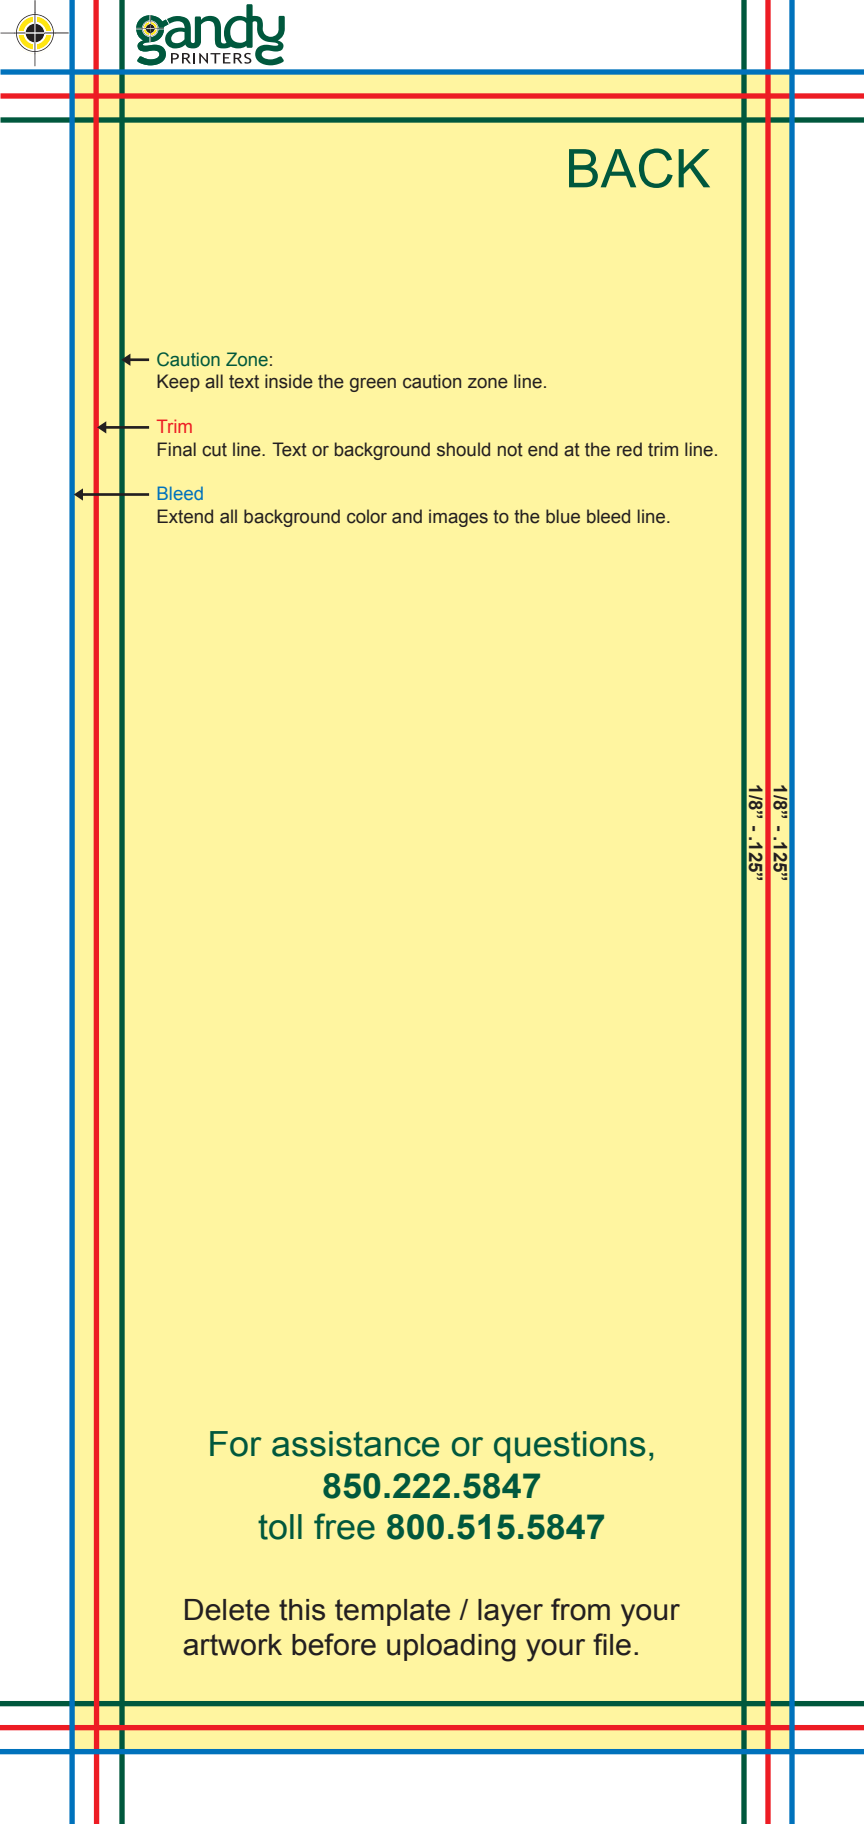 gandy
PRINTERS
BACK
Caution Zone:
Keep all text inside the green caution zone line.
Trim
Final cut line. Text or background should not end at the red trim line.
Bleed
Extend all background color and images to the blue bleed line.
1/8” - .125”
1/8” - .125”
For assistance or questions,
850.222.5847
toll free 800.515.5847
Delete this template / layer from your
artwork before uploading your file.